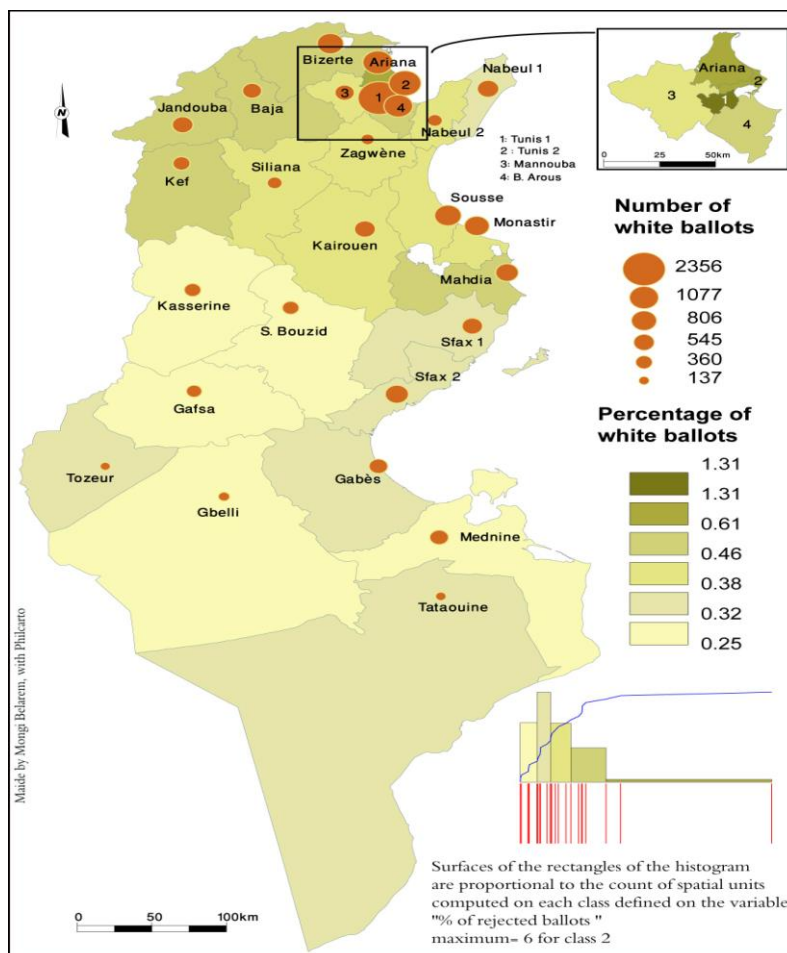 Bizerte
Ariana
Nabeul 1
3
1
2
4
Jandouba
Baja
Nabeul 2
Zagwène
1: Tunis 1
2 : Tunis 2
3: Mannouba
4: B. Arous
Kef
Siliana
Sousse
Monastir
Kairouen
Mahdia
Kasserine
S. Bouzid
Sfax 1
Sfax 2
Gafsa
Tozeur
Gabès
Gbelli
Mednine
Tataouine
N
Ariana
2
3
1
4
0 25 50km
Number of
white ballots
2356
1077
806
545
360
137
Percentage of
white ballots
1.31
1.31
0.61
0.46
0.38
0.32
0.25
Maide by Mongi Belarem, with Philcarto
0 50 100km
Surfaces of the rectangles of the histogram
are proportional to the count of spatial units
computed on each class defined on the variable
"% of rejected ballots "
maximum= 6 for class 2